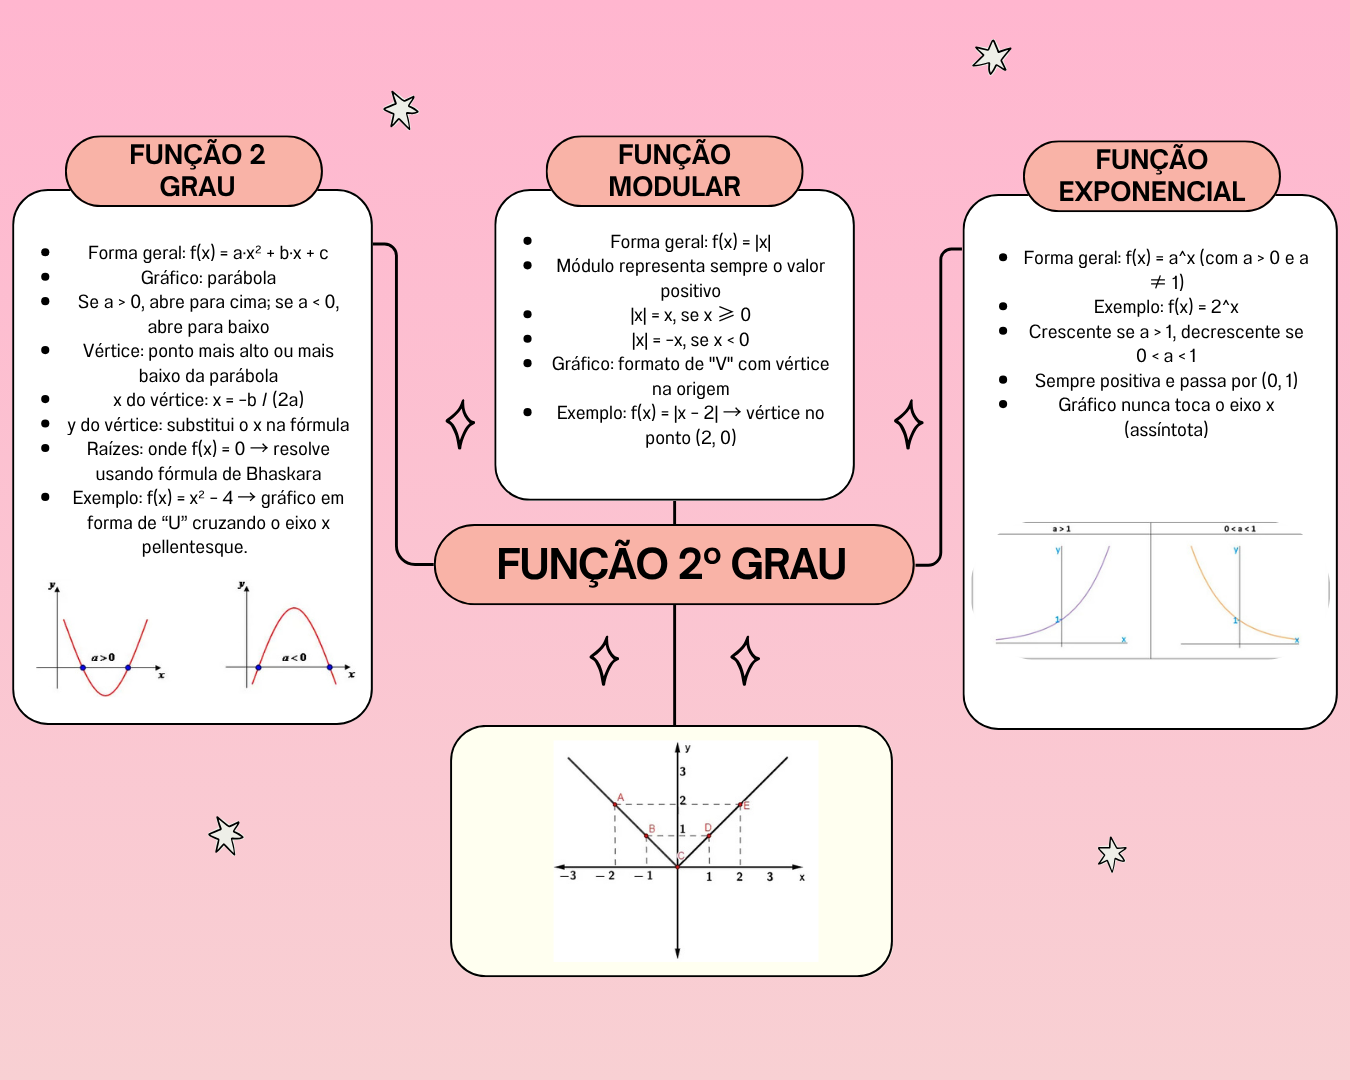 FUNÇÃO 2
GRAU
Forma geral: f(x) = a·x² + b·x + c
Gráfico: parábola
Se a > 0, abre para cima; se a < 0,
abre para baixo
Vértice: ponto mais alto ou mais
baixo da parábola
x do vértice: x = –b / (2a)
y do vértice: substitui o x na fórmula
Raízes: onde f(x) = 0 → resolve
usando fórmula de Bhaskara
Exemplo: f(x) = x² – 4 → gráfico em
forma de “U” cruzando o eixo x
pellentesque.
y
a > 0
x
y
a < 0
x
FUNÇÃO
MODULAR
Forma geral: f(x) = |x|
Módulo representa sempre o valor
positivo
|x| = x, se x ⩾ 0
|x| = –x, se x < 0
Gráfico: formato de "V" com vértice
na origem
Exemplo: f(x) = |x – 2| → vértice no
ponto (2, 0)
FUNÇÃO
EXPONENCIAL
Forma geral: f(x) = a^x (com a > 0 e a
≠ 1)
Exemplo: f(x) = 2^x
Crescente se a > 1, decrescente se
0 < a < 1
Sempre positiva e passa por (0, 1)
Gráfico nunca toca o eixo x
(assíntota)
a > 1
0 < a < 1
y
1
x
y
1
x
FUNÇÃO 2º GRAU
y
3
A
2
E
B
1
D
C
–3 –2 –1 1 2 3 x